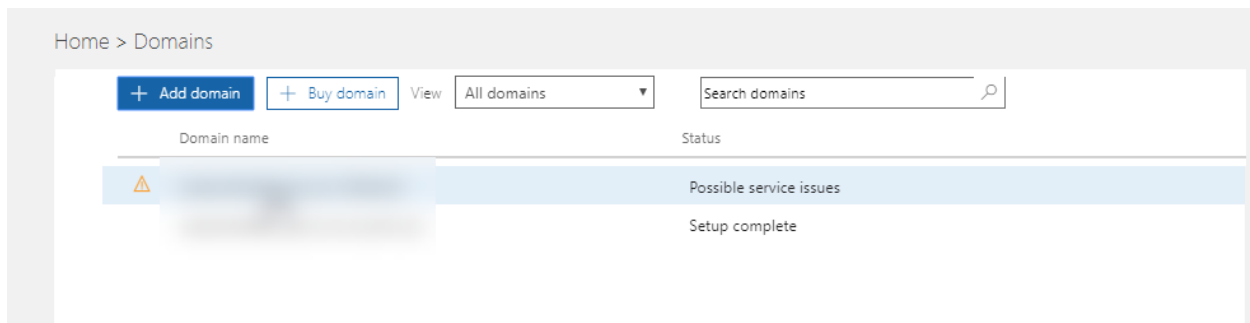 Home > Domains
+ Add domain + Buy domain View All domains Search domains
Domain name Status
Possible service issues
Setup complete